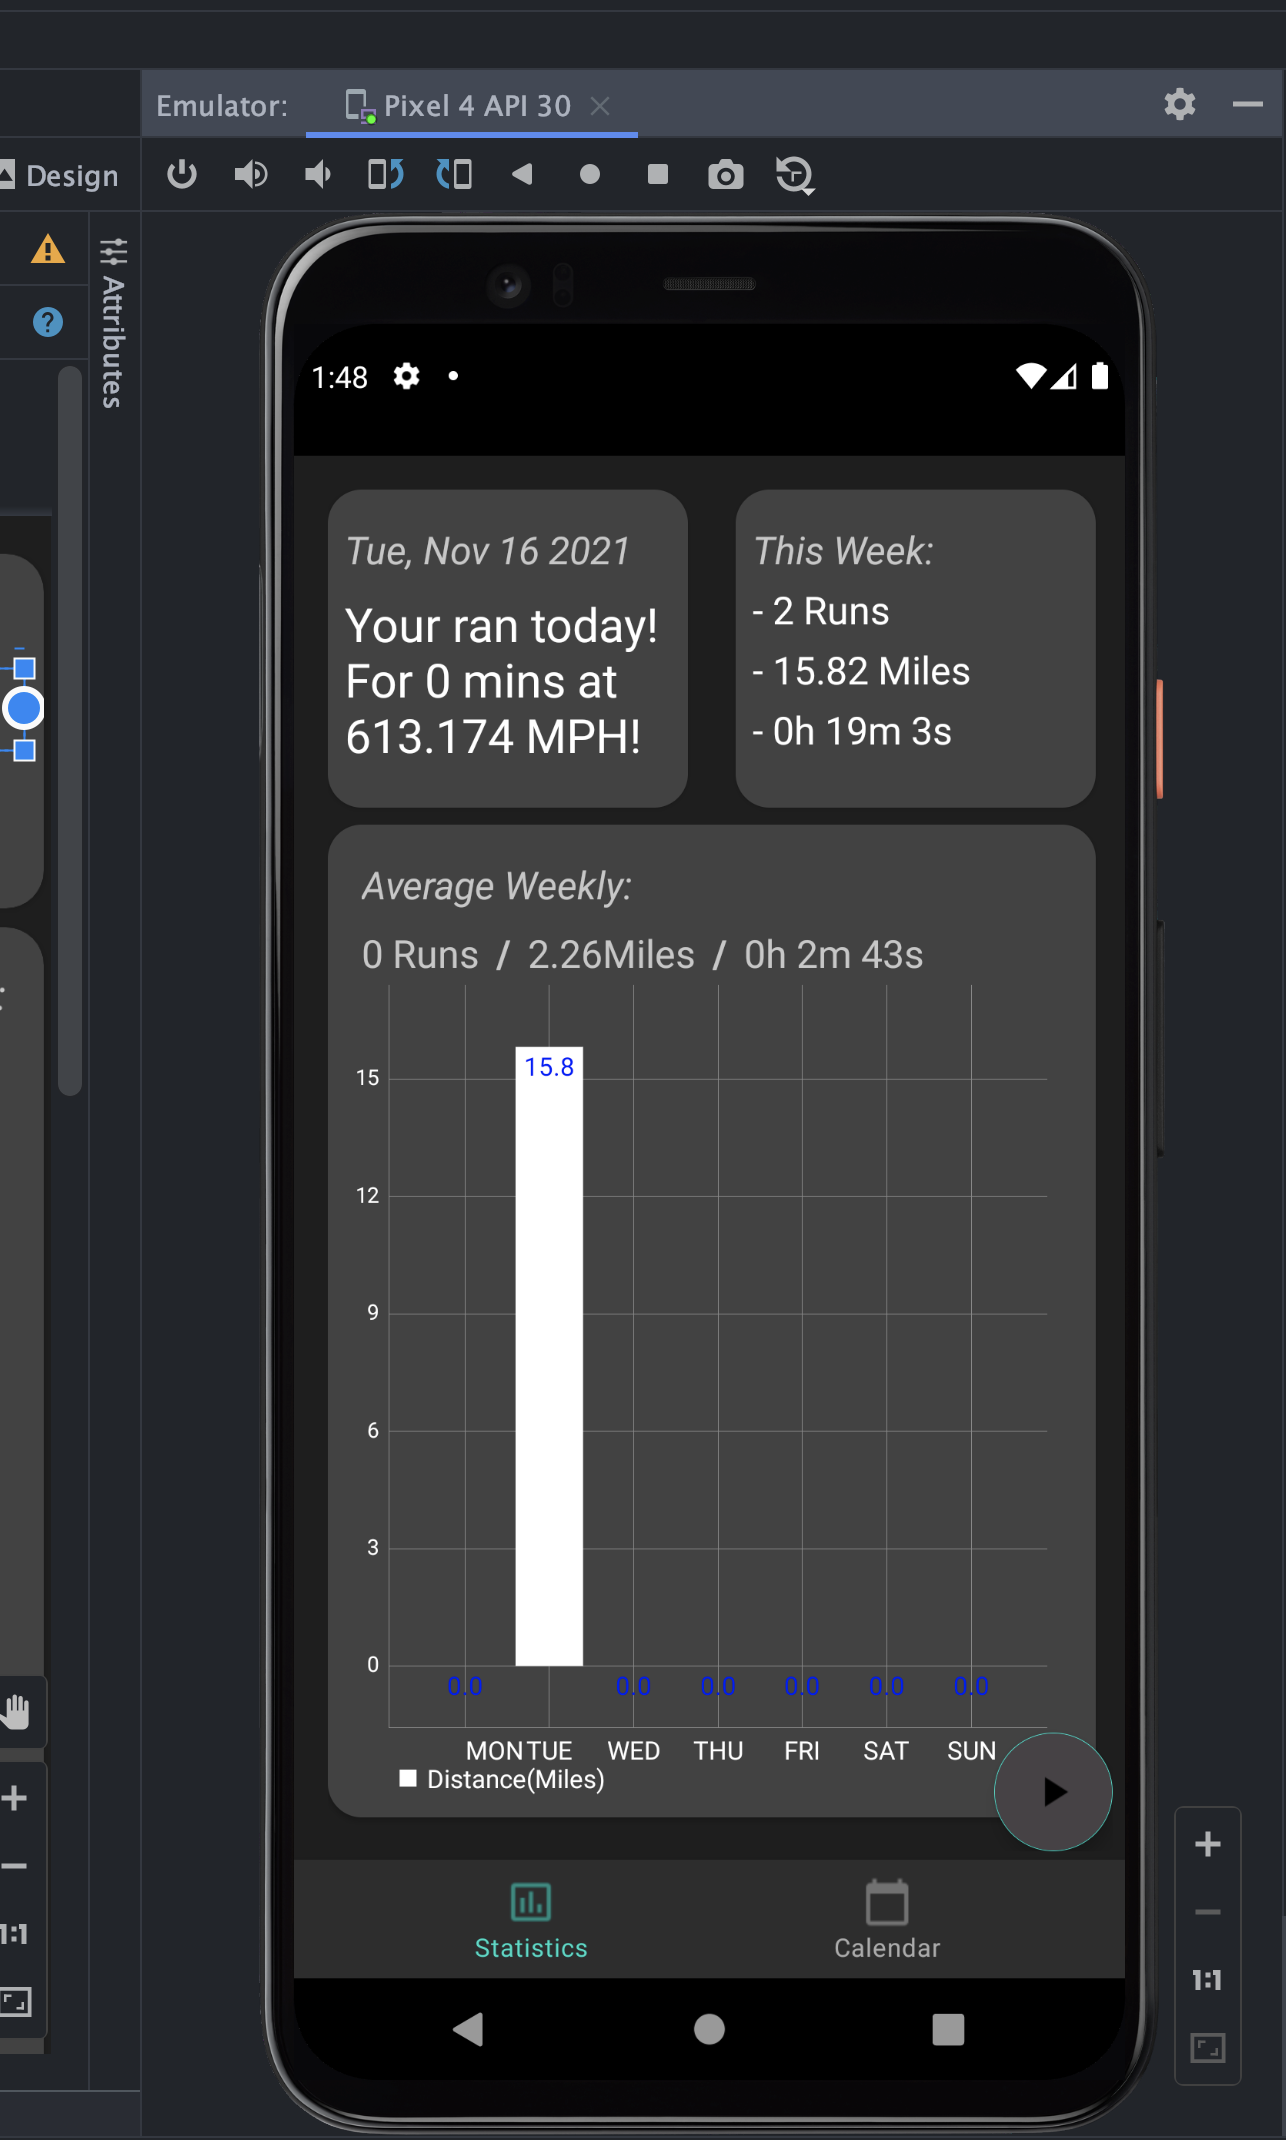 Emulator: Pixel 4 API 30
Design
Attributes
1:48
Tue, Nov 16 2021
Your ran today!
For 0 mins at
613.174 MPH!
This Week:
- 2 Runs
- 15.82 Miles
- 0h 19m 3s
Average Weekly:
0 Runs / 2.26Miles / 0h 2m 43s
15.8
15
12
9
6
3
0
0.0 0.0 0.0 0.0 0.0 0.0
MON TUE WED THU FRI SAT SUN
Distance(Miles)
Statistics Calendar
1:1
1:1